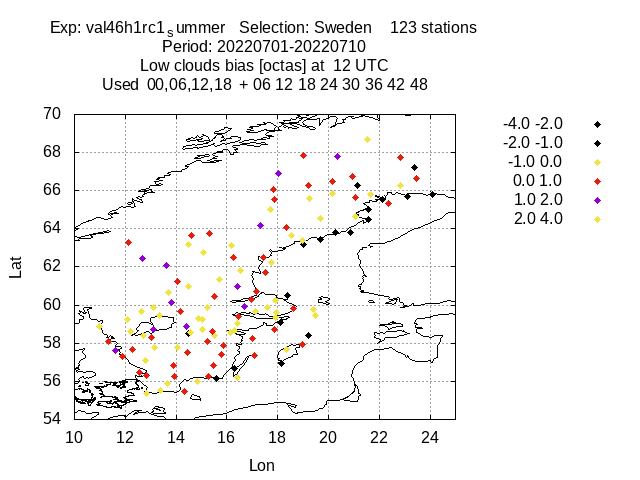 Exp: val46h1rc1summer Selection: Sweden 123 stations
Period: 20220701-20220710
Low clouds bias [octas] at 12 UTC
Used 00,06,12,18 + 06 12 18 24 30 36 42 48
70
68
66
64
62
60
58
56
54
Lat
10 12 14 16 18 20 22 24
Lon
-4.0 -2.0
-2.0 -1.0
-1.0 0.0
0.0 1.0
1.0 2.0
2.0 4.0